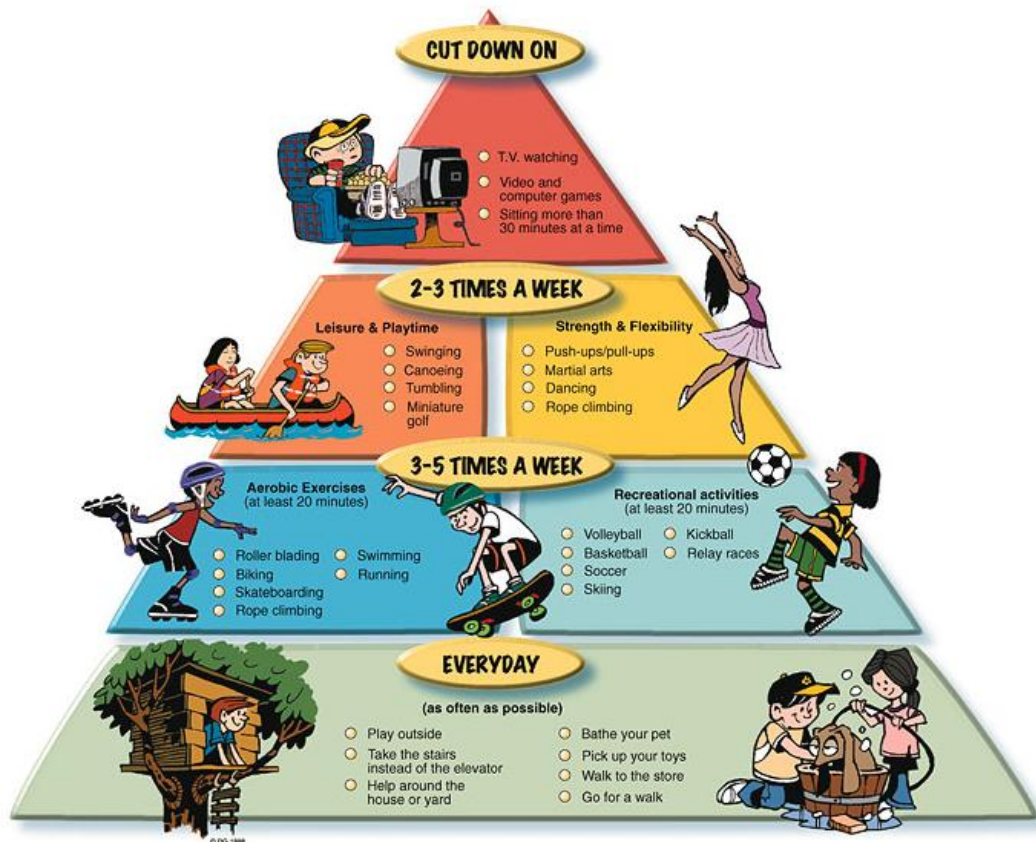 CUT DOWN ON
T.V. watching
Video and
computer games
Sitting more than
30 minutes at a time
2-3 TIMES A WEEK
Leisure & Playtime
Swinging
Canoeing
Tumbling
Miniature
golf
Strength & Flexibility
Push-ups/pull-ups
Martial arts
Dancing
Rope climbing
3-5 TIMES A WEEK
Aerobic Exercises
(at least 20 minutes)
Roller blading
Biking
Skateboarding
Rope climbing
Swimming
Running
Recreational activities
(at least 20 minutes)
Volleyball
Basketball
Soccer
Skiing
Kickball
Relay races
EVERYDAY
(as often as possible)
Play outside
Take the stairs
instead of the elevator
Help around the
house or yard
Bathe your pet
Pick up your toys
Walk to the store
Go for a walk